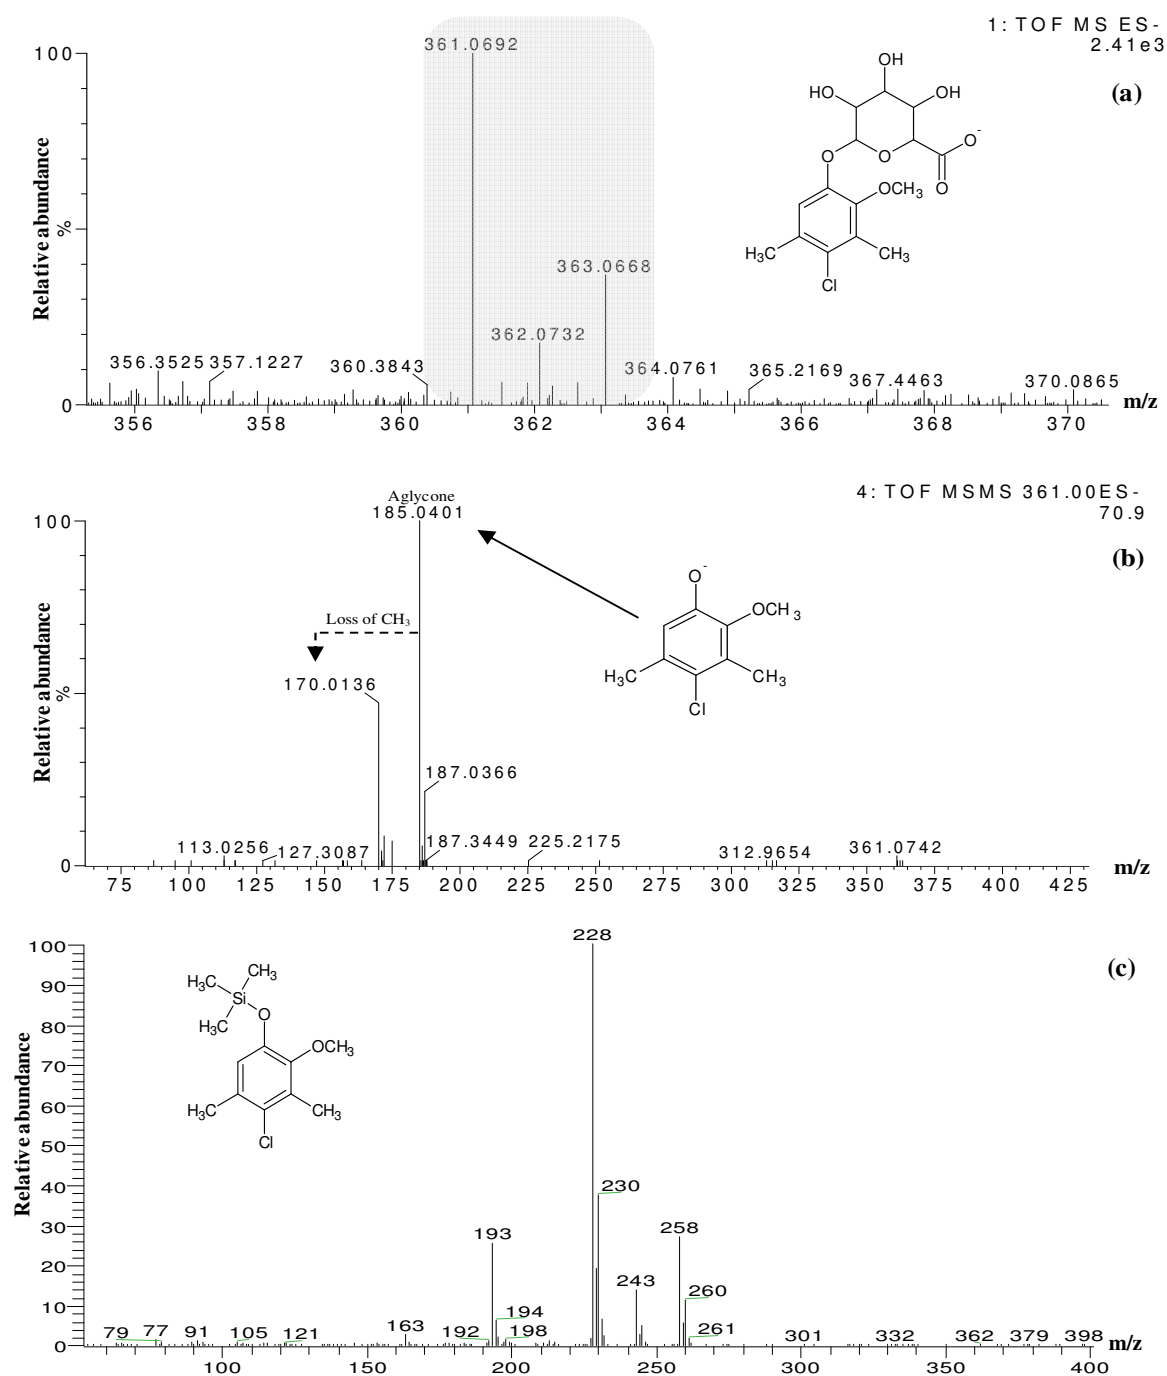 1: TOF MS ES-
2.41e3
(a)
361.0692
363.0668
362.0732
356.3525 357.1227
360.3843
364.0761
365.2169
367.4463
370.0865
100
%
0
Relative abundance
356 358 360 362 364 366 368 370
m/z
OH
HO
OH
O
O
O-
O
OCH3
H3C
CH3
Cl
4: TOF MSMS 361.00ES-
70.9
(b)
Aglycone
185.0401
Loss of CH3
170.0136
187.0366
113.0256
127.3087
187.3449
225.2175
312.9654
361.0742
100
%
0
Relative abundance
75 100 125 150 175 200 225 250 275 300 325 350 375 400 425
m/z
O-
OCH3
H3C
CH3
Cl
(c)
228
230
193
258
243
260
194
163
192
198
261
79 77 91 105 121
301 332 362 379 398
100
90
80
70
60
50
40
30
20
10
0
Relative abundance
100 150 200 250 300 350 400
m/z
H3C
CH3
Si
H3C
O
OCH3
H3C
CH3
Cl